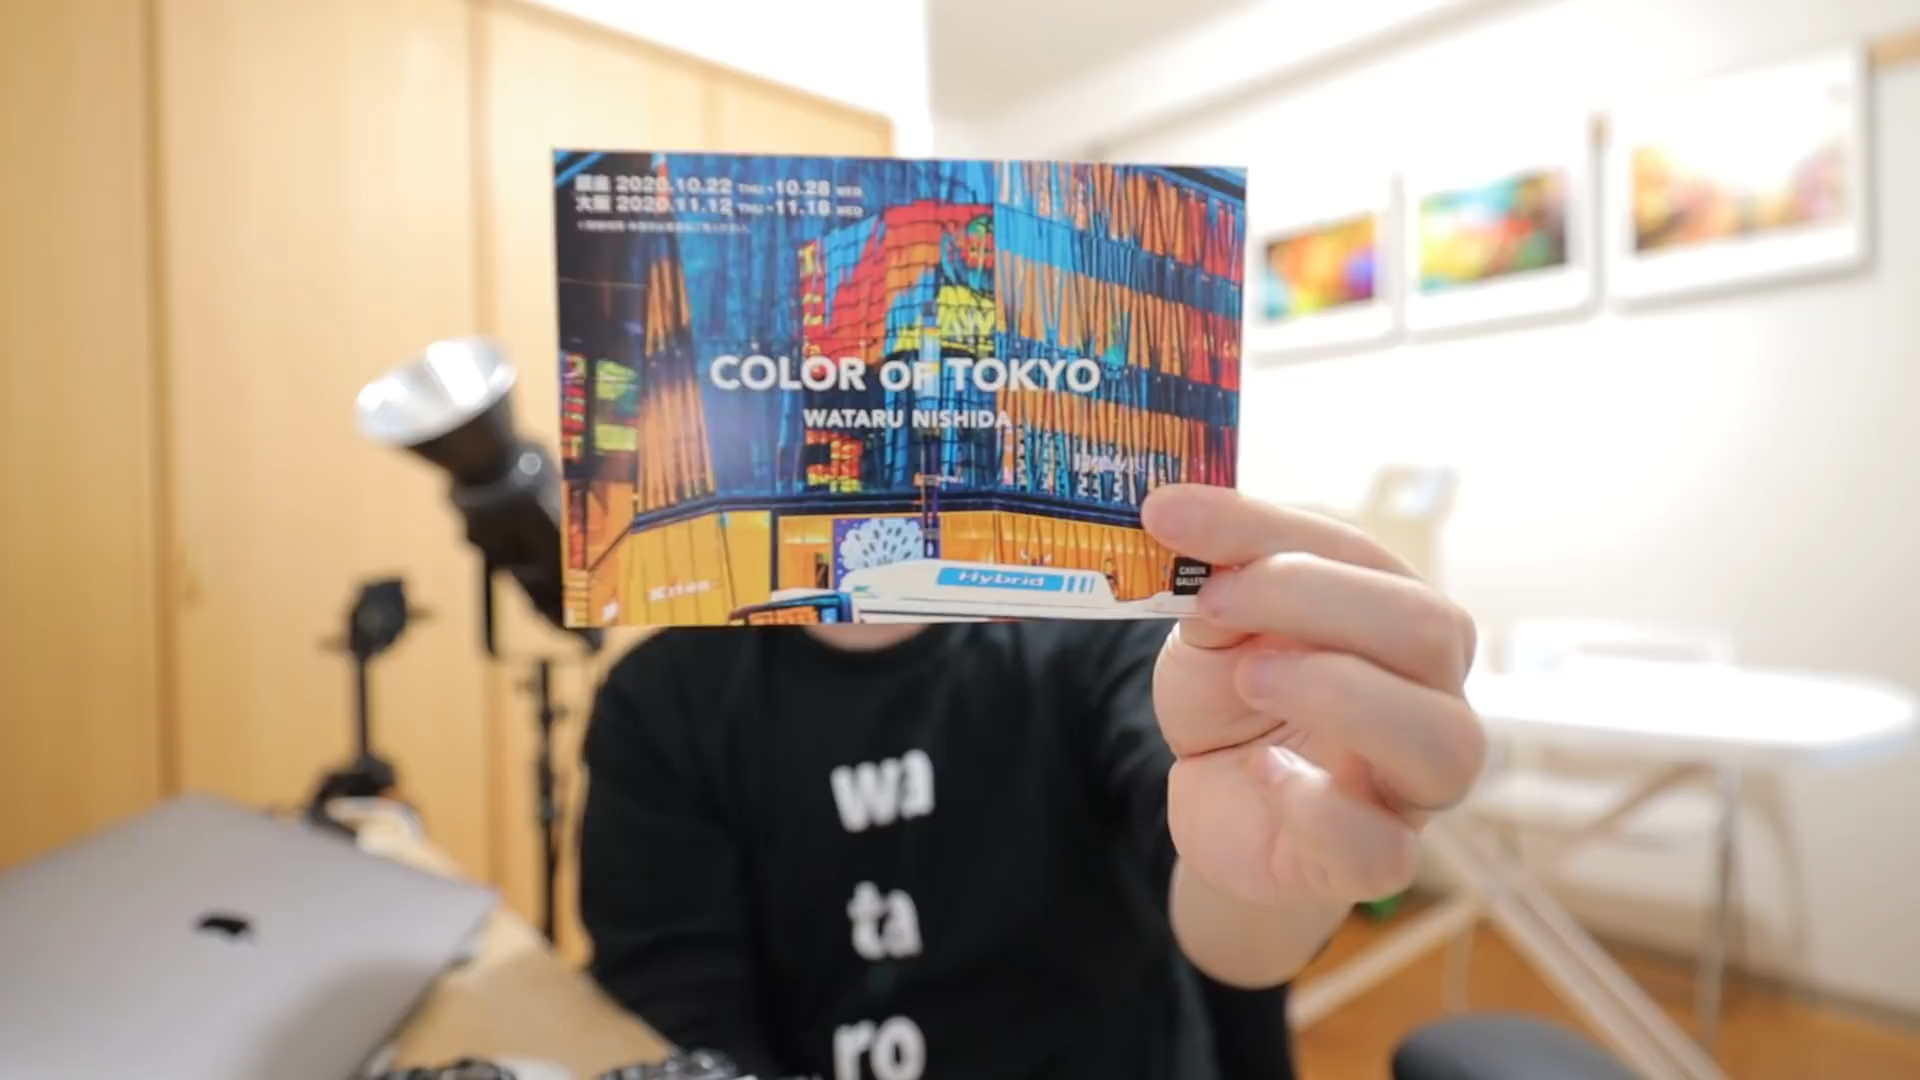 銀座 2020.10.22 THU - 10.28 WED
大阪 2020.11.12 THU - 11.18 WED
COLOR OF TOKYO
WATARU NISHIDA
Hybrid
CANON
wa
ta
ro